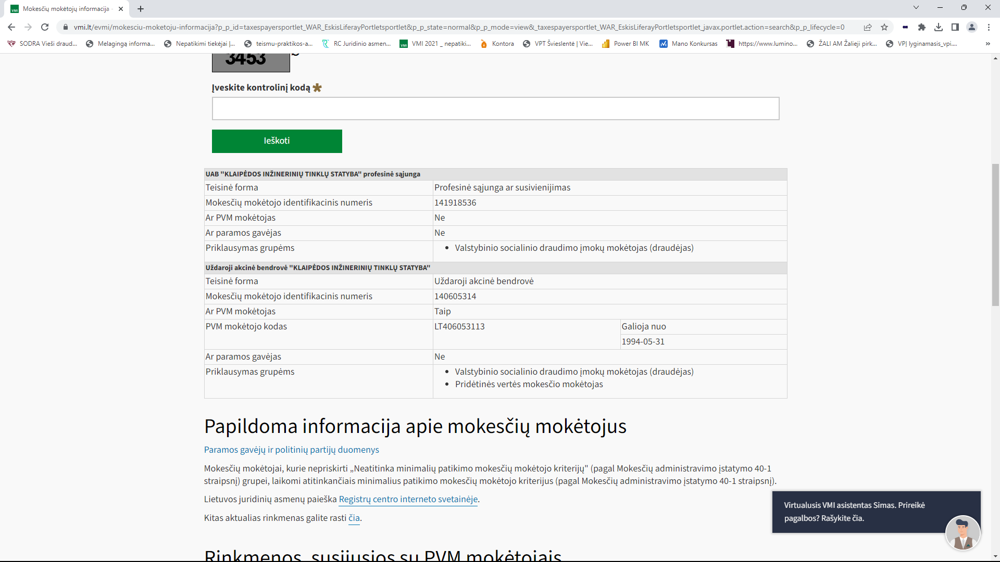 Mokesčių mokėtojų informacija -
vmi.lt/evmi/mokesciu-moketoju-informacija?p_p_id=taxespayersportlet_WAR_EskisLiferayPortletsportlet&p_p_state=normal&p_p_mode=view&_taxespayersportlet_WAR_EskisLiferayPortletsportlet_javax.portlet.action=search&p_p_lifecycle=0
SODRA Vieši draud... Melagingą informa... Nepatikimi tiekėjai |... teismu-praktikos-a... RC Juridinio asmen... VMI 2021 _ nepatiki... Kontora VPT Švieslentė | Vie... Power BI MK Mano Konkursas https://www.lumino... ŽALI AM Žalieji pirk... VPĮ lyginamasis_vpi.... »
3453
Įveskite kontrolinį kodą
Ieškoti
UAB "KLAIPĖDOS INŽINERINIŲ TINKLŲ STATYBA" profesinė sąjunga
Teisinė forma Profesinė sąjunga ar susivienijimas
Mokesčių mokėtojo identifikacinis numeris 141918536
Ar PVM mokėtojas Ne
Ar paramos gavėjas Ne
Priklausymas grupėms • Valstybinio socialinio draudimo įmokų mokėtojas (draudėjas)
Uždaroji akcinė bendrovė "KLAIPĖDOS INŽINERINIŲ TINKLŲ STATYBA"
Teisinė forma Uždaroji akcinė bendrovė
Mokesčių mokėtojo identifikacinis numeris 140605314
Ar PVM mokėtojas Taip
PVM mokėtojo kodas LT406053113 Galioja nuo
1994-05-31
Ar paramos gavėjas Ne
Priklausymas grupėms • Valstybinio socialinio draudimo įmokų mokėtojas (draudėjas)
• Pridėtinės vertės mokesčio mokėtojas
Papildoma informacija apie mokesčių mokėtojus
Paramos gavėjų ir politinių partijų duomenys
Mokesčių mokėtojai, kurie nepriskirti „Neatitinka minimalių patikimo mokesčių mokėtojo kriterijų" (pagal Mokesčių administravimo įstatymo 40-1
straipsnį) grupei, laikomi atitinkančiais minimalius patikimo mokesčių mokėtojo kriterijus (pagal Mokesčių administravimo įstatymo 40-1 straipsnį).
Lietuvos juridinių asmenų paieška Registrų centro interneto svetainėje.
Kitas aktualias rinkmenas galite rasti čia.
Virtualusis VMI asistentas Simas. Prireikė
pagalbos? Rašykite čia.
Rinkmenos, susijusios su PVM mokėtojais